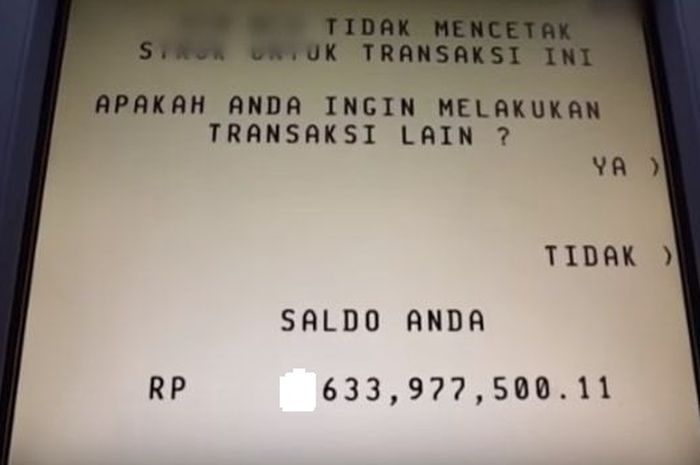 TIDAK MENCETAK
UNTUK TRANSAKSI INI
APAKAH ANDA INGIN MELAKUKAN
TRANSAKSI LAIN ?
YA )
TIDAK )
SALDO ANDA
RP 633,977,500.11